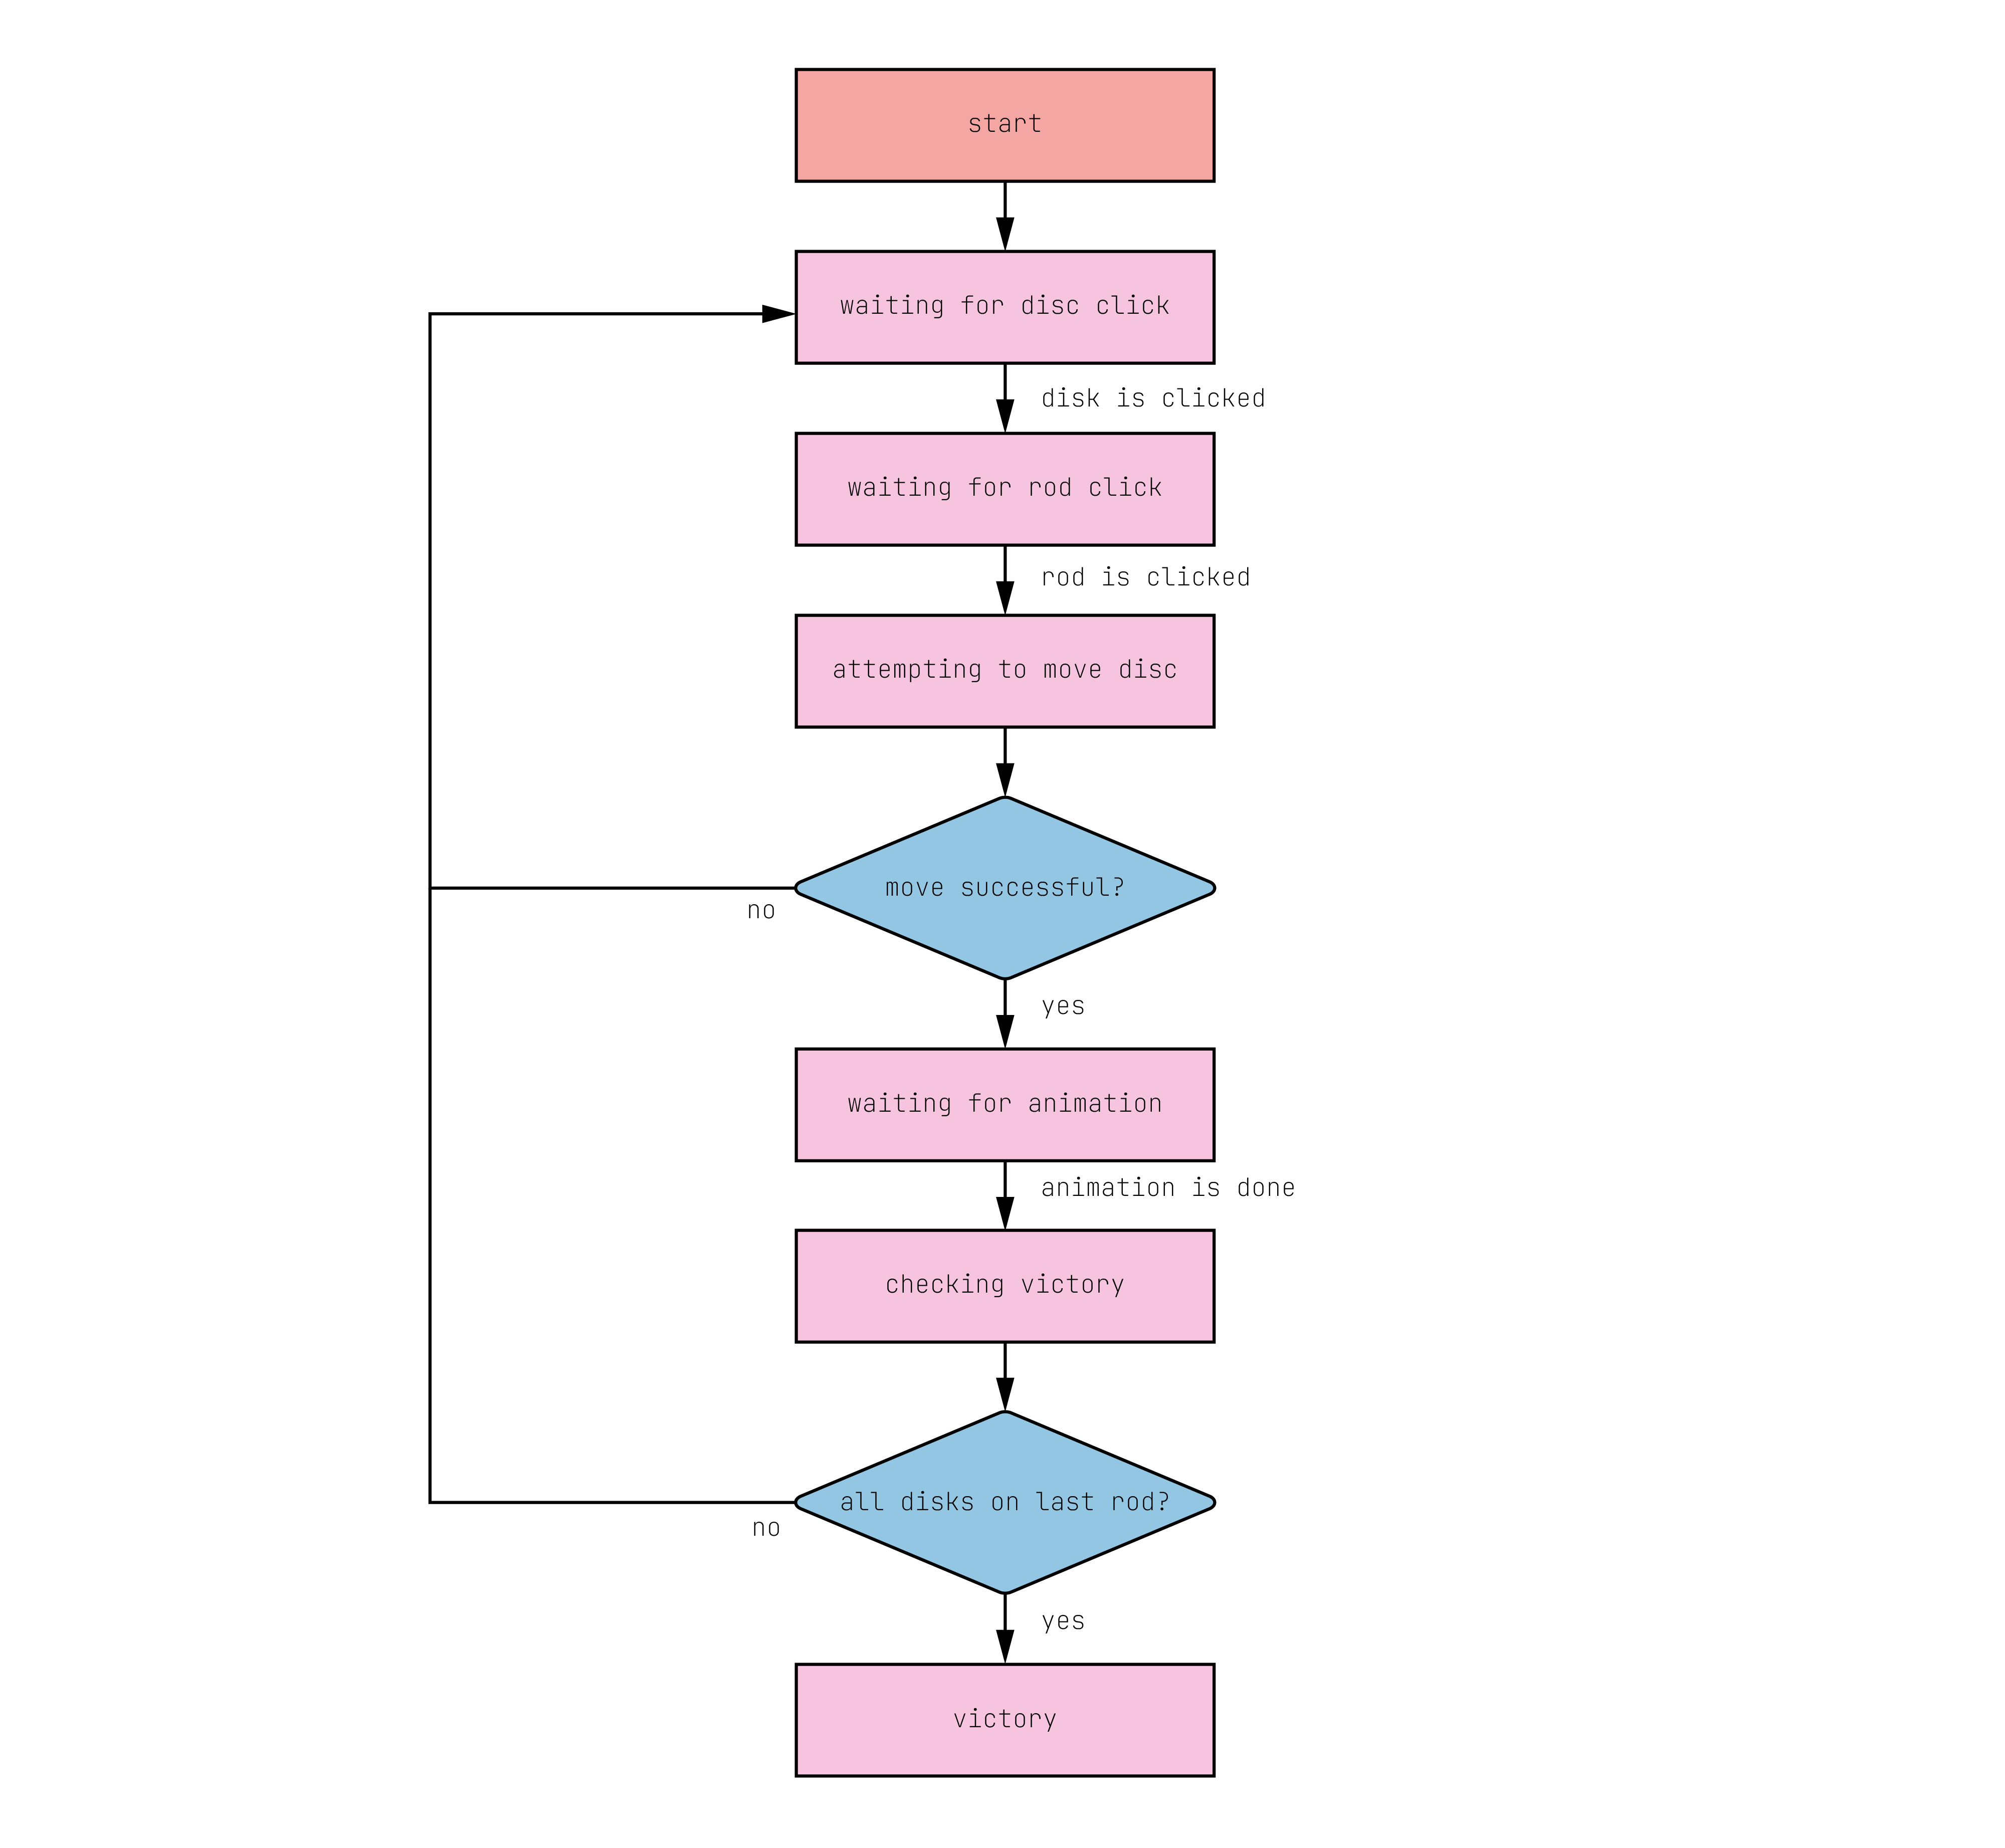 start
waiting for disc click
disk is clicked
waiting for rod click
rod is clicked
attempting to move disc
move successful?
no
yes
waiting for animation
animation is done
checking victory
all disks on last rod?
no
yes
victory